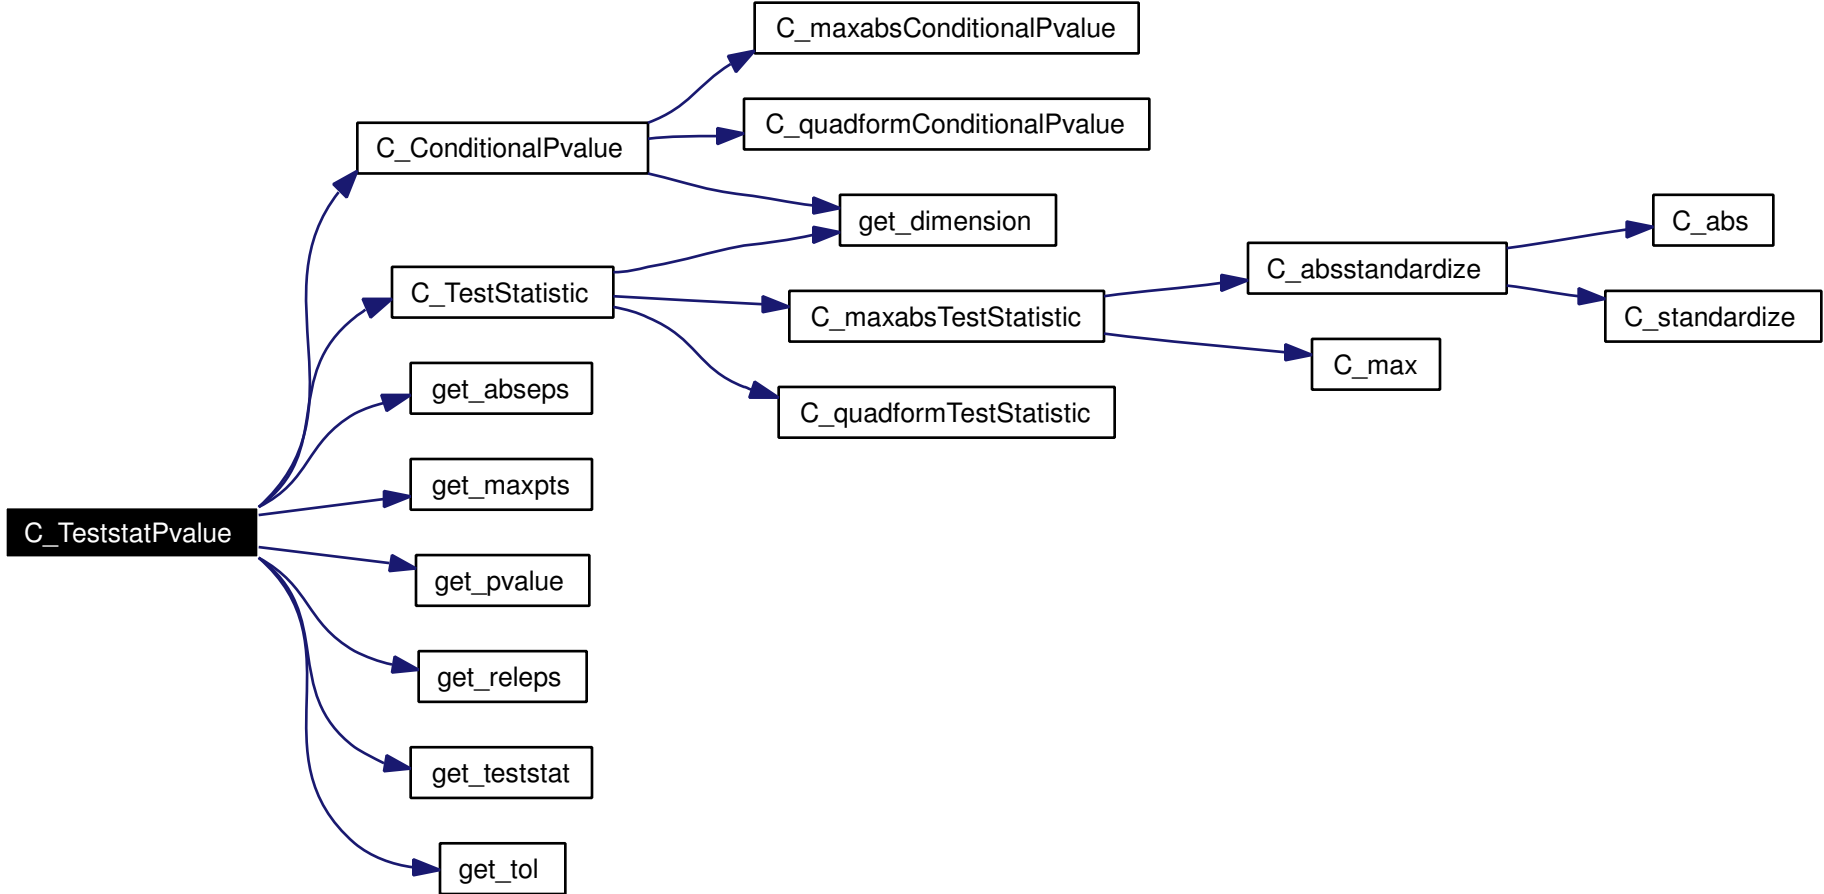 C_maxabsConditionalPvalue
C_quadformConditionalPvalue
C_ConditionalPvalue
get_dimension
C_abs
C_absstandardize
C_TestStatistic
C_maxabsTestStatistic
C_standardize
C_max
get_abseps
C_quadformTestStatistic
get_maxpts
C_TeststatPvalue
get_pvalue
get_releps
get_teststat
get_tol